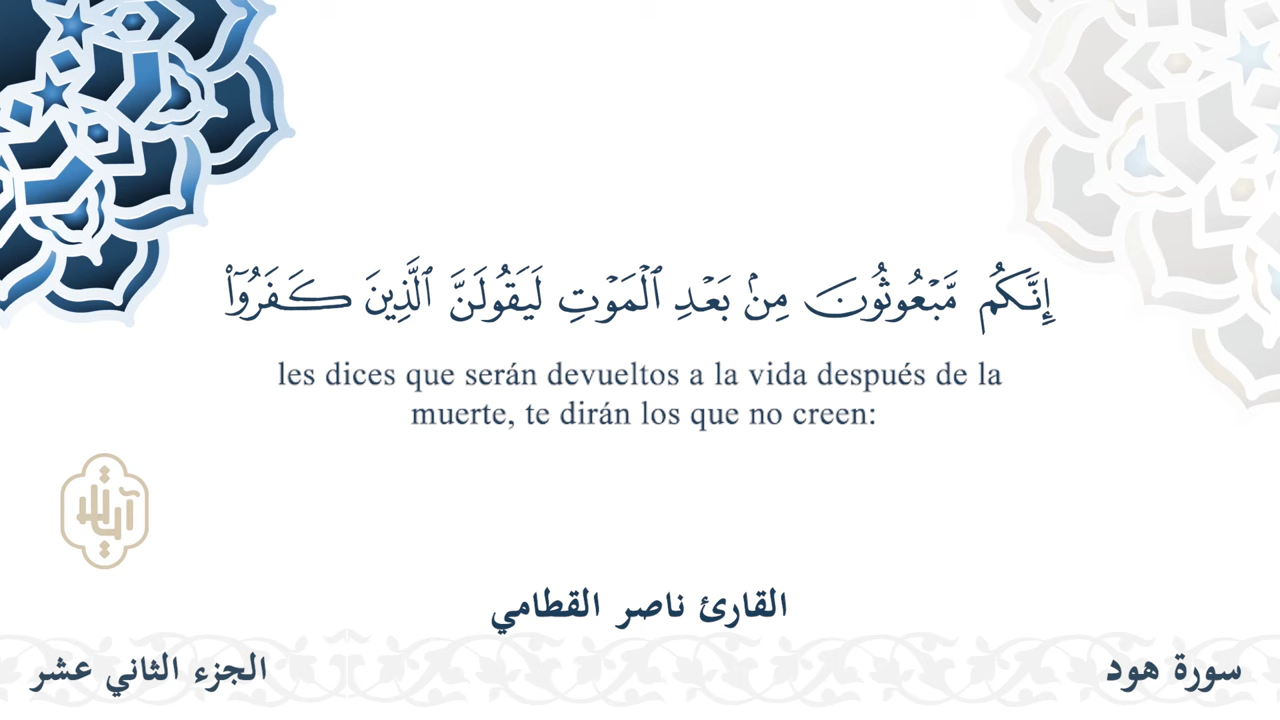 إِنَّكُم مَّبْعُوثُونَ مِنۢ بَعْدِ ٱلْمَوْتِ لَيَقُولَنَّ ٱلَّذِينَ كَفَرُوٓا۟
les dices que serán devueltos a la vida después de la
muerte, te dirán los que no creen:
القارئ ناصر القطامي
سورة هود
الجزء الثاني عشر